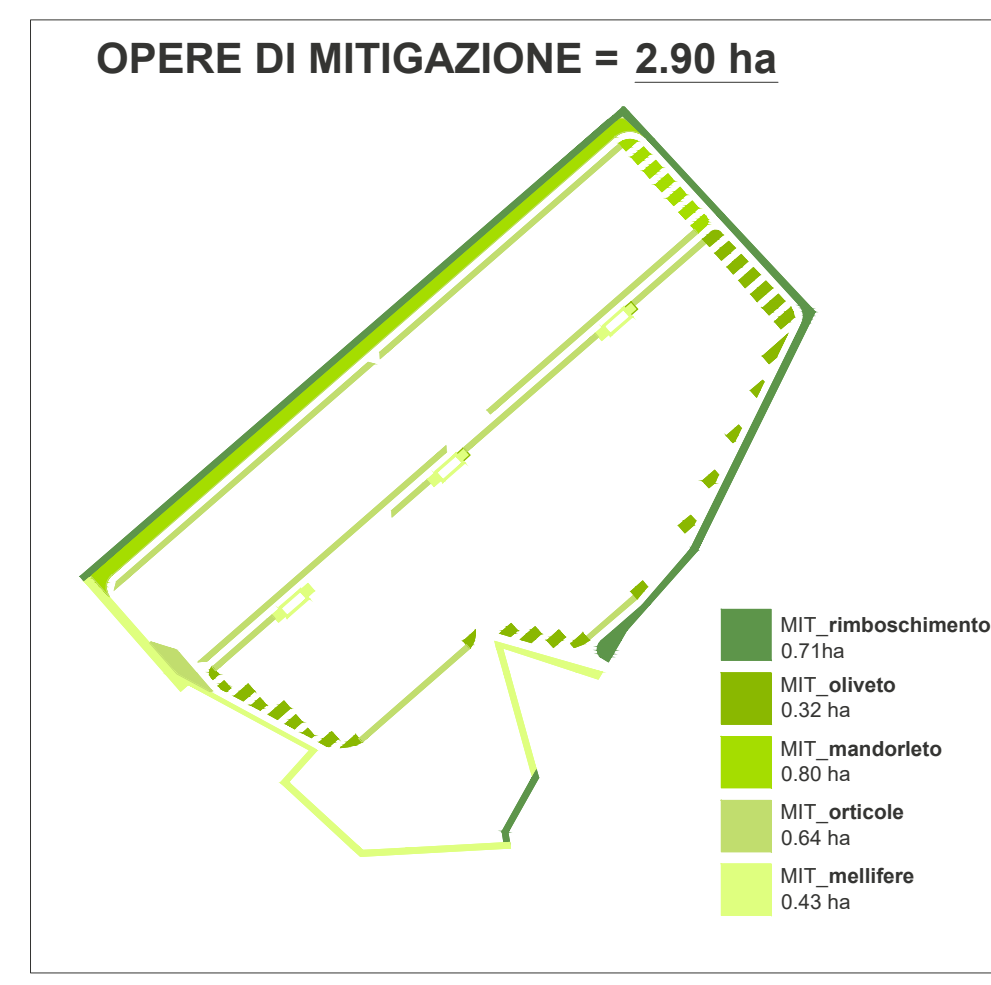 OPERE DI MITIGAZIONE = 2.90 ha
MIT_rimboschimento
0.71ha
MIT_oliveto
0.32 ha
MIT_mandorleto
0.80 ha
MIT_orticole
0.64 ha
MIT_mellifere
0.43 ha